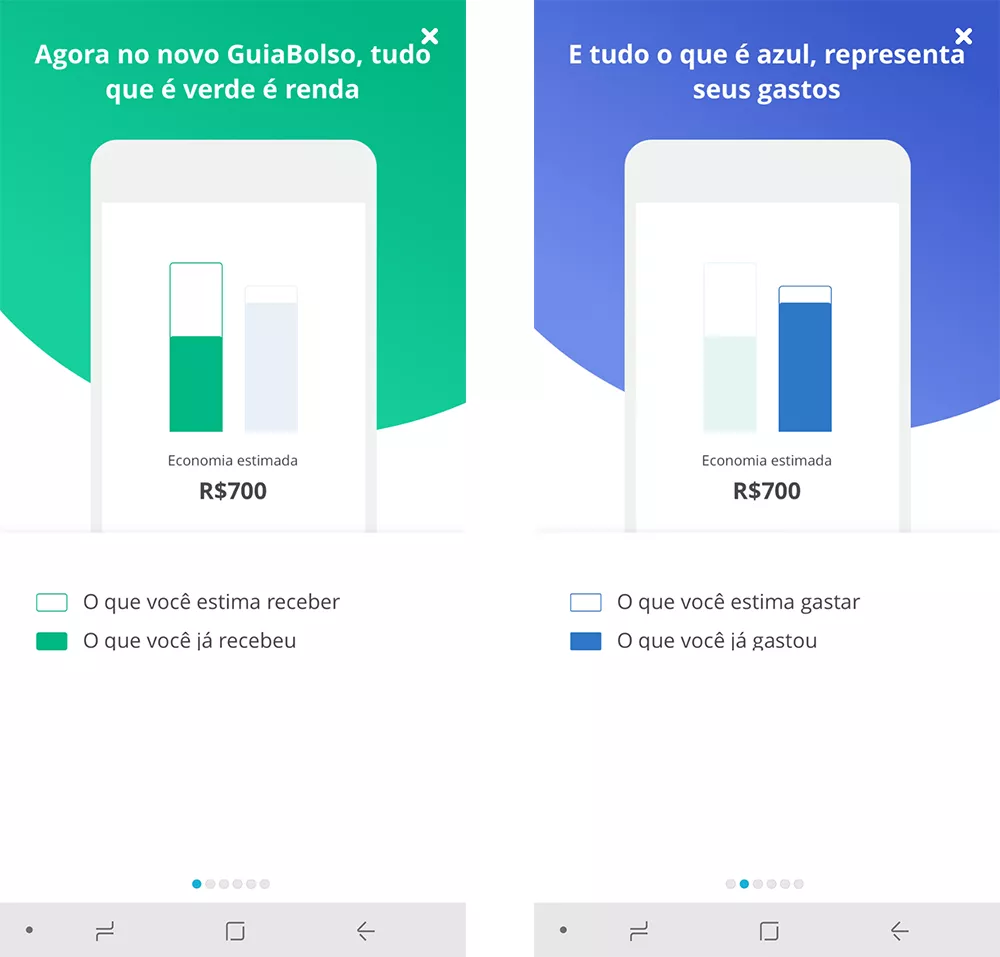 Agora no novo GuiaBolso, tudo
que é verde é renda
Economia estimada
R$700
O que você estima receber
O que você já recebeu
E tudo o que é azul, representa
seus gastos
Economia estimada
R$700
O que você estima gastar
O que você já gastou